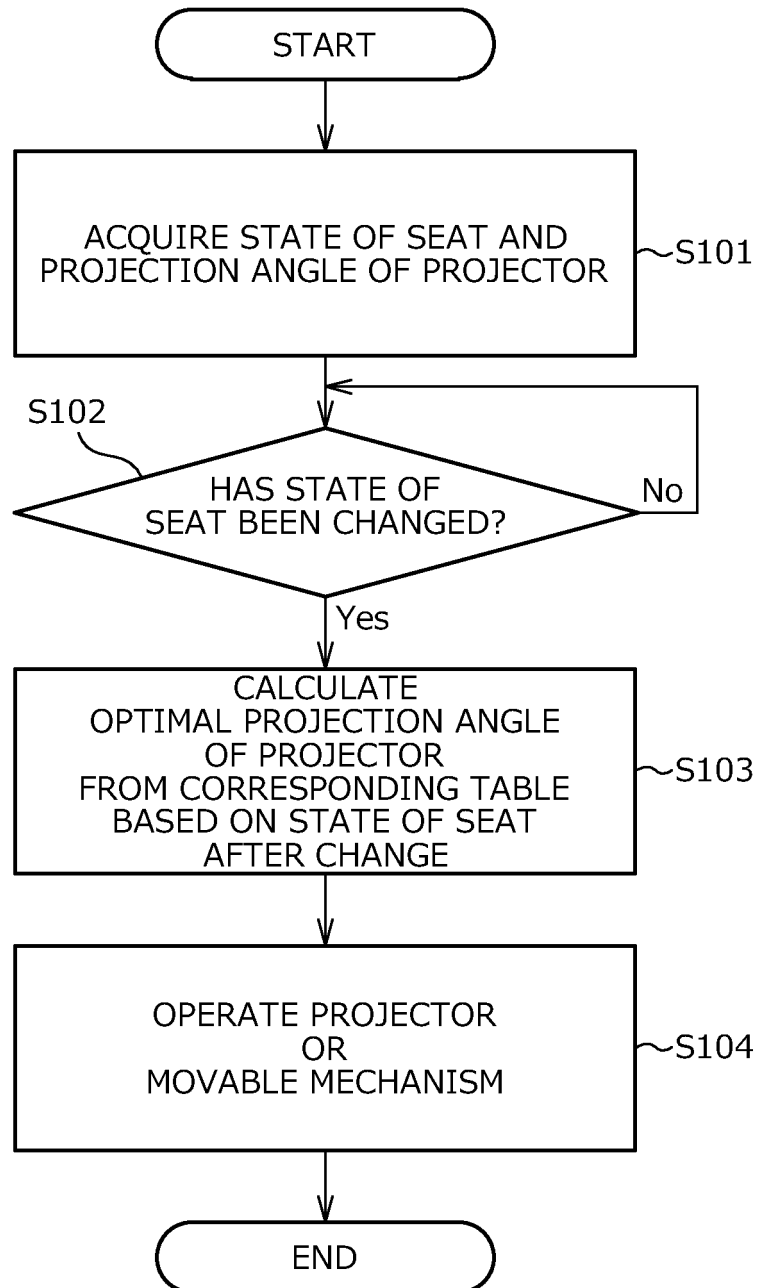 START
ACQUIRE STATE OF SEAT AND
PROJECTION ANGLE OF PROJECTOR
S101
S102
HAS STATE OF
SEAT BEEN CHANGED?
No
Yes
CALCULATE
OPTIMAL PROJECTION ANGLE
OF PROJECTOR
FROM CORRESPONDING TABLE
BASED ON STATE OF SEAT
AFTER CHANGE
S103
OPERATE PROJECTOR
OR
MOVABLE MECHANISM
S104
END